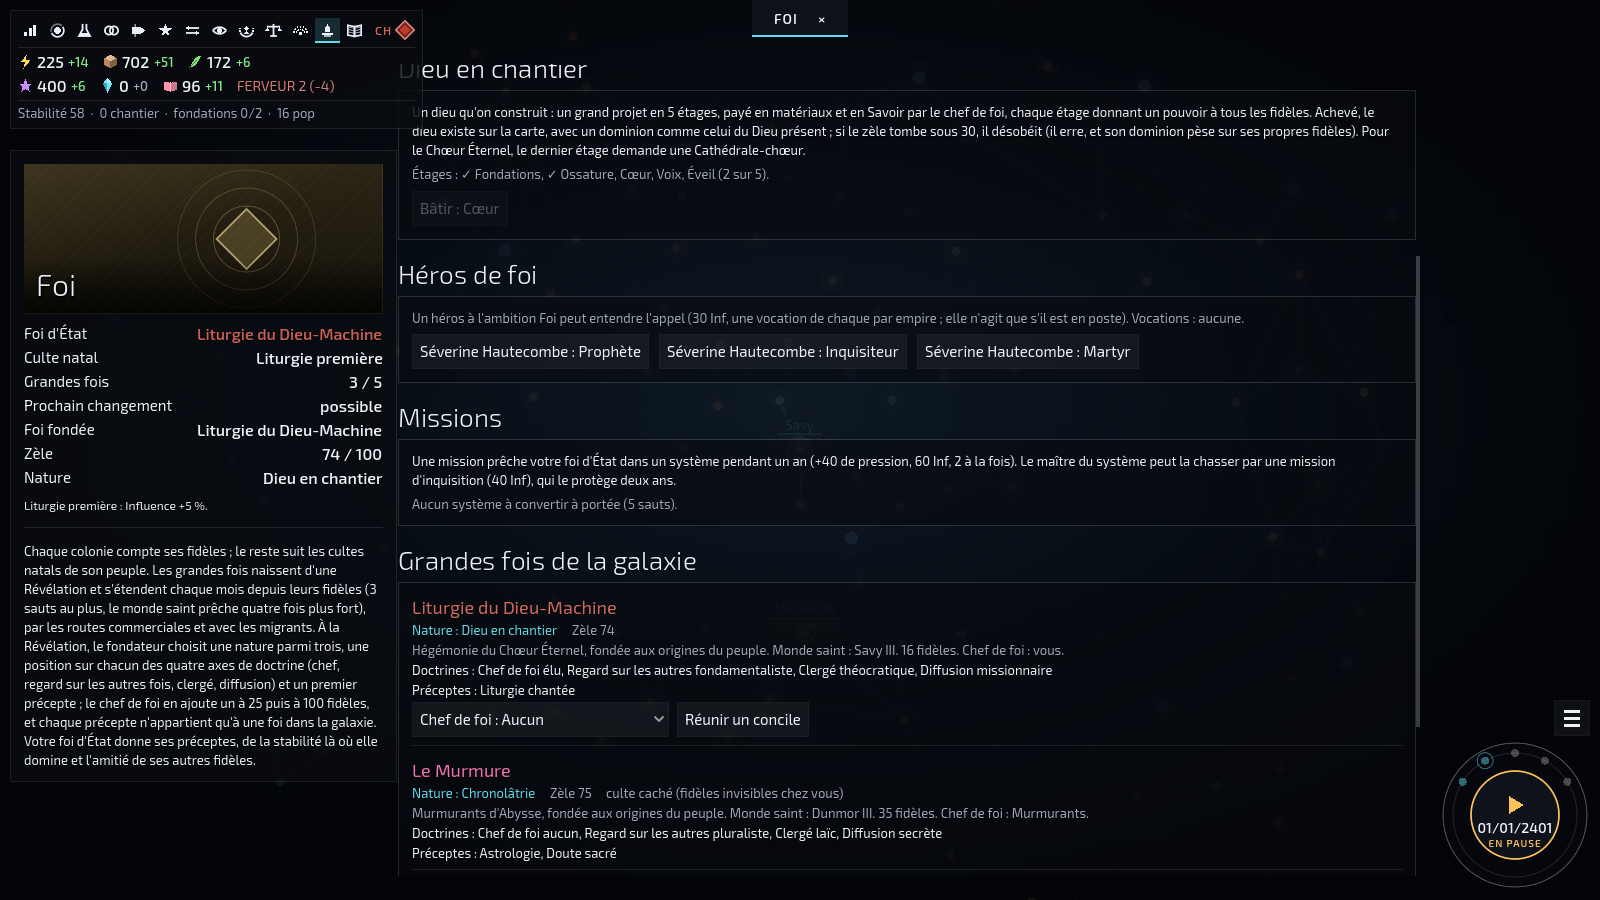 CH
225 +14 702 +51 172 +6
400 +6 0 +0 96 +11 FERVEUR 2 (-4)
Stabilité 58 · 0 chantier · fondations 0/2 · 16 pop
FOI ×
Foi
Foi d'État Liturgie du Dieu-Machine
Culte natal Liturgie première
Grandes fois 3 / 5
Prochain changement possible
Foi fondée Liturgie du Dieu-Machine
Zèle 74 / 100
Nature Dieu en chantier
Liturgie première : Influence +5 %.
Chaque colonie compte ses fidèles ; le reste suit les cultes
natals de son peuple. Les grandes fois naissent d'une
Révélation et s'étendent chaque mois depuis leurs fidèles (3
sauts au plus, le monde saint prêche quatre fois plus fort),
par les routes commerciales et avec les migrants. À la
Révélation, le fondateur choisit une nature parmi trois, une
position sur chacun des quatre axes de doctrine (chef,
regard sur les autres fois, clergé, diffusion) et un premier
précepte ; le chef de foi en ajoute un à 25 puis à 100 fidèles,
et chaque précepte n'appartient qu'à une foi dans la galaxie.
Votre foi d'État donne ses préceptes, de la stabilité là où elle
domine et l'amitié de ses autres fidèles.
Dieu en chantier
Un dieu qu'on construit : un grand projet en 5 étages, payé en matériaux et en Savoir par le chef de foi, chaque étage donnant un pouvoir à tous les fidèles. Achevé, le
dieu existe sur la carte, avec un dominion comme celui du Dieu présent ; si le zèle tombe sous 30, il désobéit (il erre, et son dominion pèse sur ses propres fidèles). Pour
le Chœur Éternel, le dernier étage demande une Cathédrale-chœur.
Étages : ✓ Fondations, ✓ Ossature, Cœur, Voix, Éveil (2 sur 5).
Bâtir : Cœur
Héros de foi
Un héros à l'ambition Foi peut entendre l'appel (30 Inf, une vocation de chaque par empire ; elle n'agit que s'il est en poste). Vocations : aucune.
Séverine Hautecombe : Prophète Séverine Hautecombe : Inquisiteur Séverine Hautecombe : Martyr
Missions
Savy
Une mission prêche votre foi d'État dans un système pendant un an (+40 de pression, 60 Inf, 2 à la fois). Le maître du système peut la chasser par une mission
d'inquisition (40 Inf), qui le protège deux ans.
Aucun système à convertir à portée (5 sauts).
Grandes fois de la galaxie
Liturgie du Dieu-Machine
Nature : Dieu en chantier Zèle 74
Hégémonie du Chœur Éternel, fondée aux origines du peuple. Monde saint : Savy III. 16 fidèles. Chef de foi : vous.
Doctrines : Chef de foi élu, Regard sur les autres fondamentaliste, Clergé théocratique, Diffusion missionnaire
Préceptes : Liturgie chantée
Chef de foi : Aucun Réunir un concile
Le Murmure
Nature : Chronolâtrie Zèle 75 culte caché (fidèles invisibles chez vous)
Murmurants d'Abysse, fondée aux origines du peuple. Monde saint : Dunmor III. 35 fidèles. Chef de foi : Murmurants.
Doctrines : Chef de foi aucun, Regard sur les autres pluraliste, Clergé laïc, Diffusion secrète
Préceptes : Astrologie, Doute sacré
01/01/2401
EN PAUSE